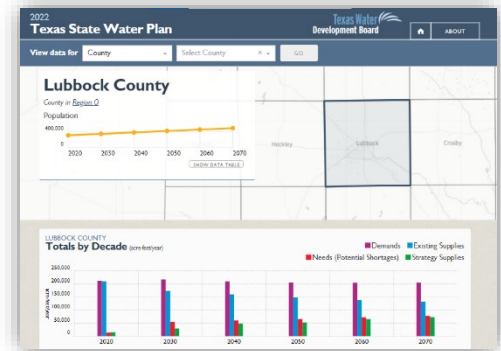 2022
Texas State Water Plan
Texas Water
Development Board
ABOUT
View data for
County
Select County
× 
GO
Lubbock County
County in Region O
Population
400,000
0
2020 2030 2040 2050 2060 2070
SHOW DATA TABLE
Hockley
Lubbock
Crosby
LUBBOCK COUNTY
Totals by Decade (acre-feet/year)
Demands Existing Supplies
Needs (Potential Shortages) Strategy Supplies
acre-feet/year
250,000
200,000
150,000
100,000
50,000
0
2020 2030 2040 2050 2060 2070